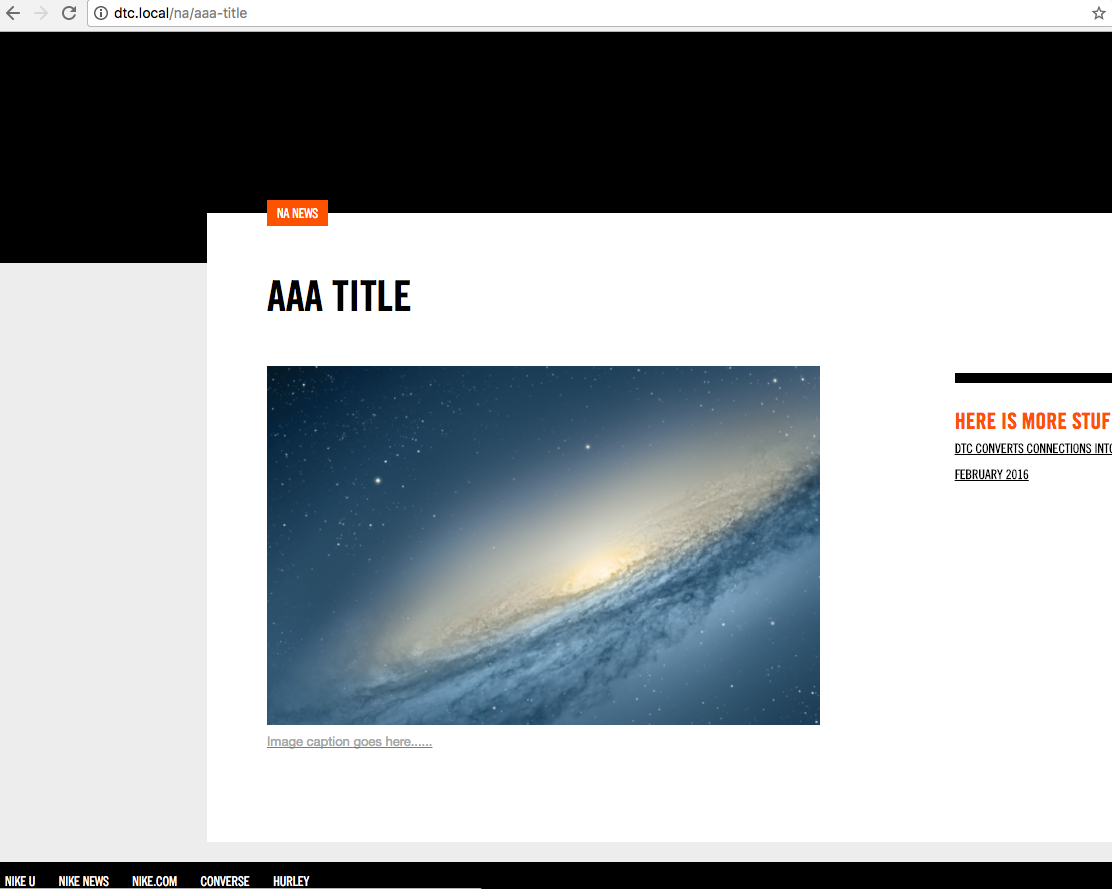 dtc.local/na/aaa-title
NA NEWS
AAA TITLE
HERE IS MORE STUF
DTC CONVERTS CONNECTIONS INTO
FEBRUARY 2016
Image caption goes here......
NIKE U NIKE NEWS NIKE.COM CONVERSE HURLEY